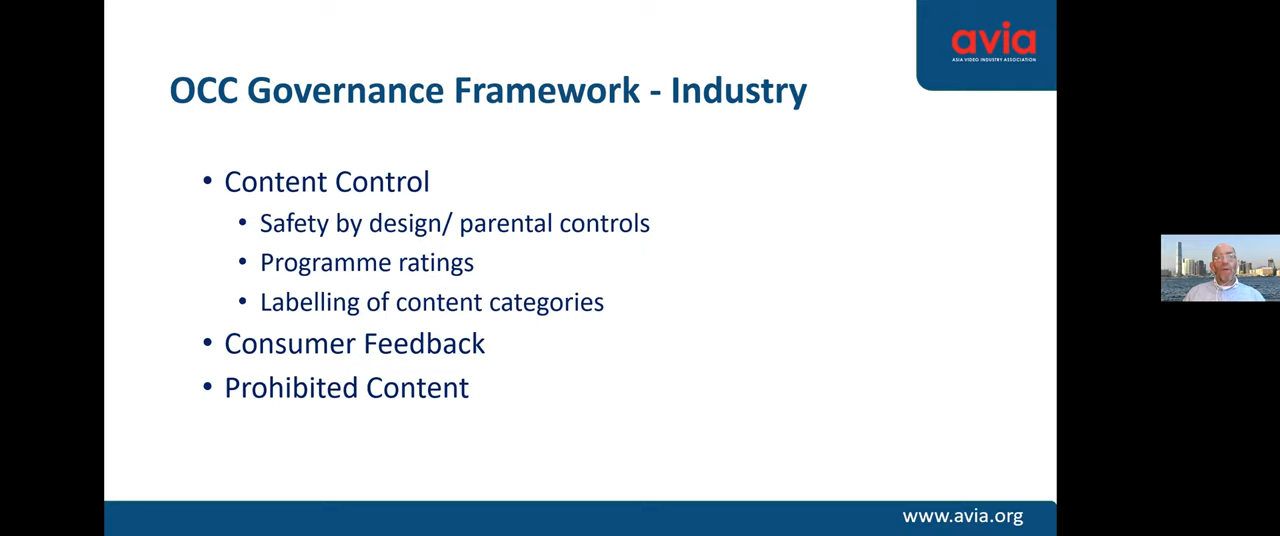 avia
ASIA VIDEO INDUSTRY ASSOCIATION
OCC Governance Framework - Industry
• Content Control
• Safety by design/ parental controls
• Programme ratings
• Labelling of content categories
• Consumer Feedback
• Prohibited Content
www.avia.org